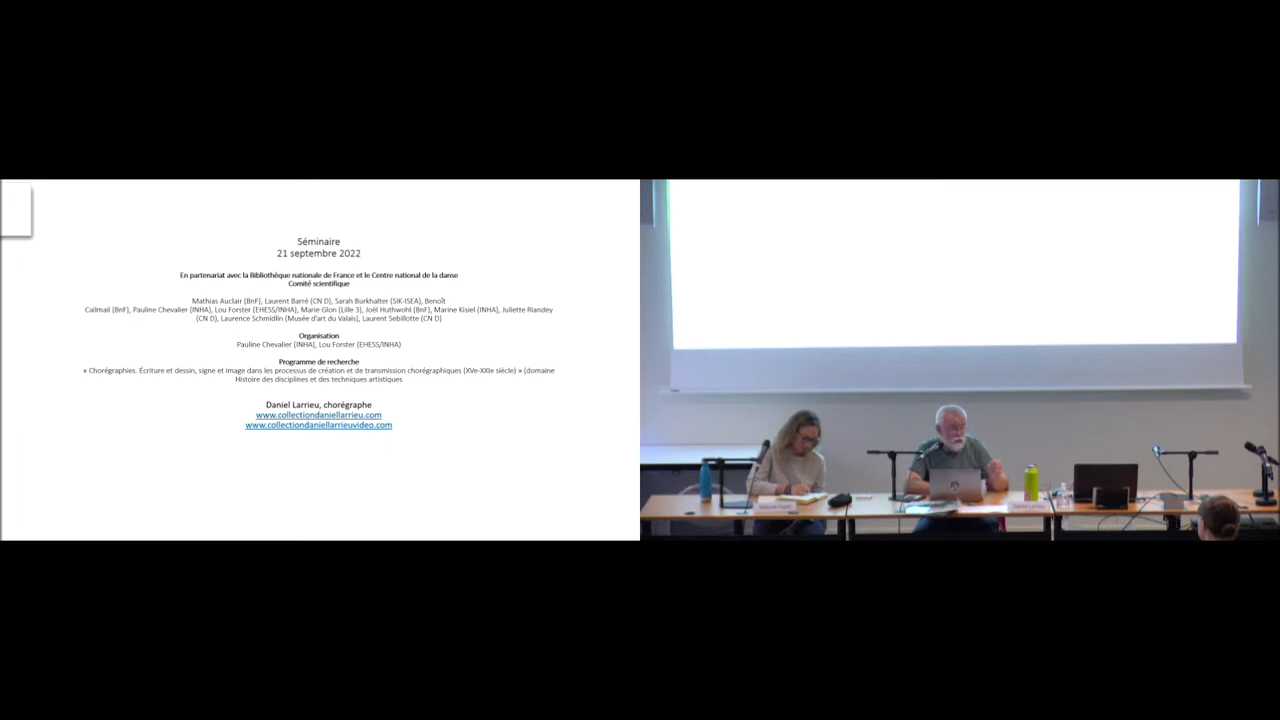 Séminaire
21 septembre 2022
En partenariat avec la Bibliothèque nationale de France et le Centre national de la danse
Comité scientifique
Mathias Auclair (BnF), Laurent Barré (CN D), Sarah Burkhalter (SIK-ISEA), Benoît
Cailmail (BnF), Pauline Chevalier (INHA), Lou Forster (EHESS/INHA), Marie Glon (Lille 3), Joël Huthwohl (BnF), Marine Kisiel (INHA), Juliette Riandey
(CN D), Laurence Schmidlin (Musée d'art du Valais), Laurent Sebillotte (CN D)
Organisation
Pauline Chevalier (INHA), Lou Forster (EHESS/INHA)
Programme de recherche
« Chorégraphies. Écriture et dessin, signe et image dans les processus de création et de transmission chorégraphiques (XVe-XXIe siècle) » (domaine
Histoire des disciplines et des techniques artistiques
Daniel Larrieu, chorégraphe
www.collectiondaniellarrieu.com
www.collectiondaniellarrieuvideo.com
Daniel Larrieu